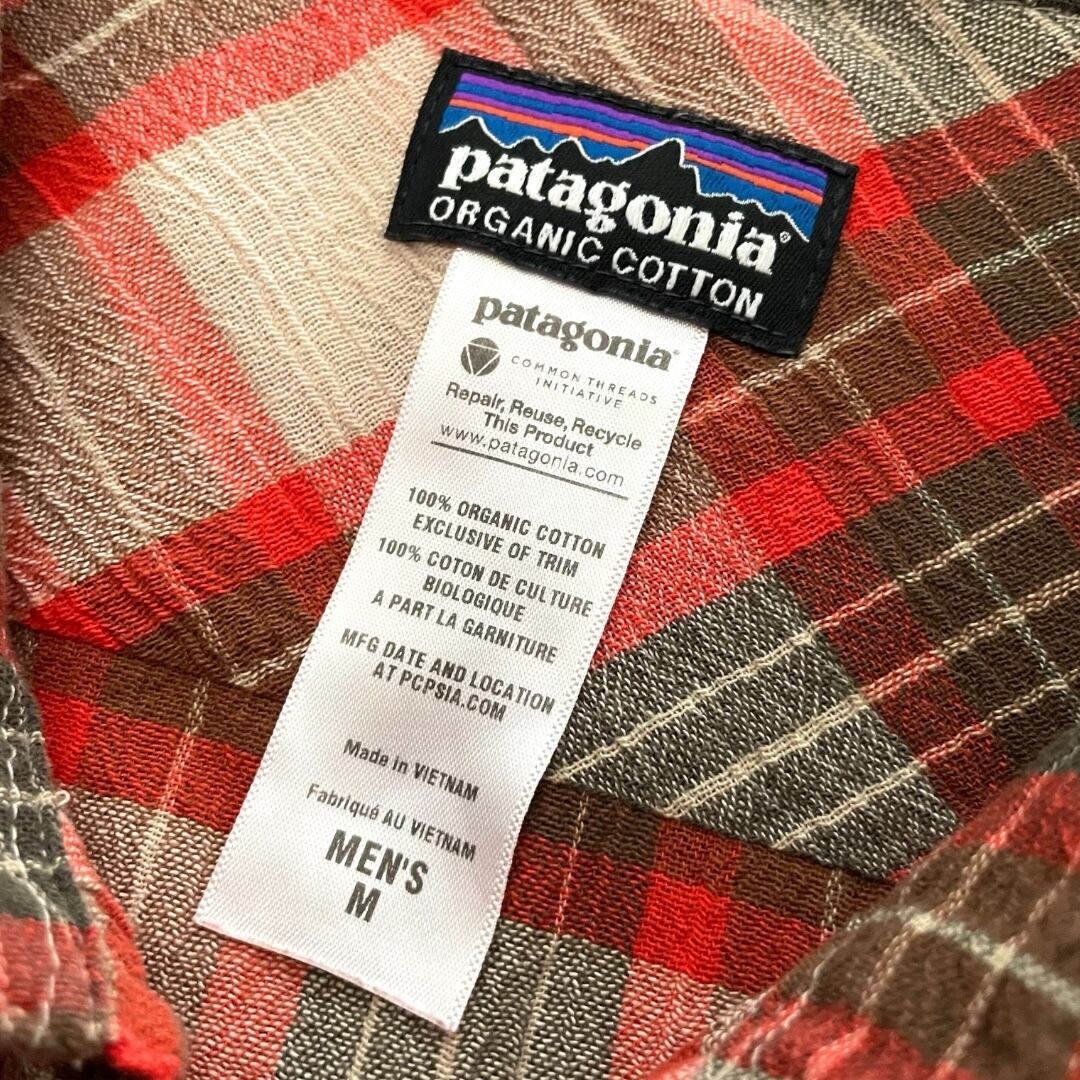 patagonia®
ORGANIC COTTON
patagonia®
COMMON THREADS
INITIATIVE
Repair, Reuse, Recycle
This Product
www.patagonia.com
100% ORGANIC COTTON
EXCLUSIVE OF TRIM
100% COTON DE CULTURE
BIOLOGIQUE
A PART LA GARNITURE
MFG DATE AND LOCATION
AT PCPSIA.COM
Made in VIETNAM
Fabriqué AU VIETNAM
MEN'S
M